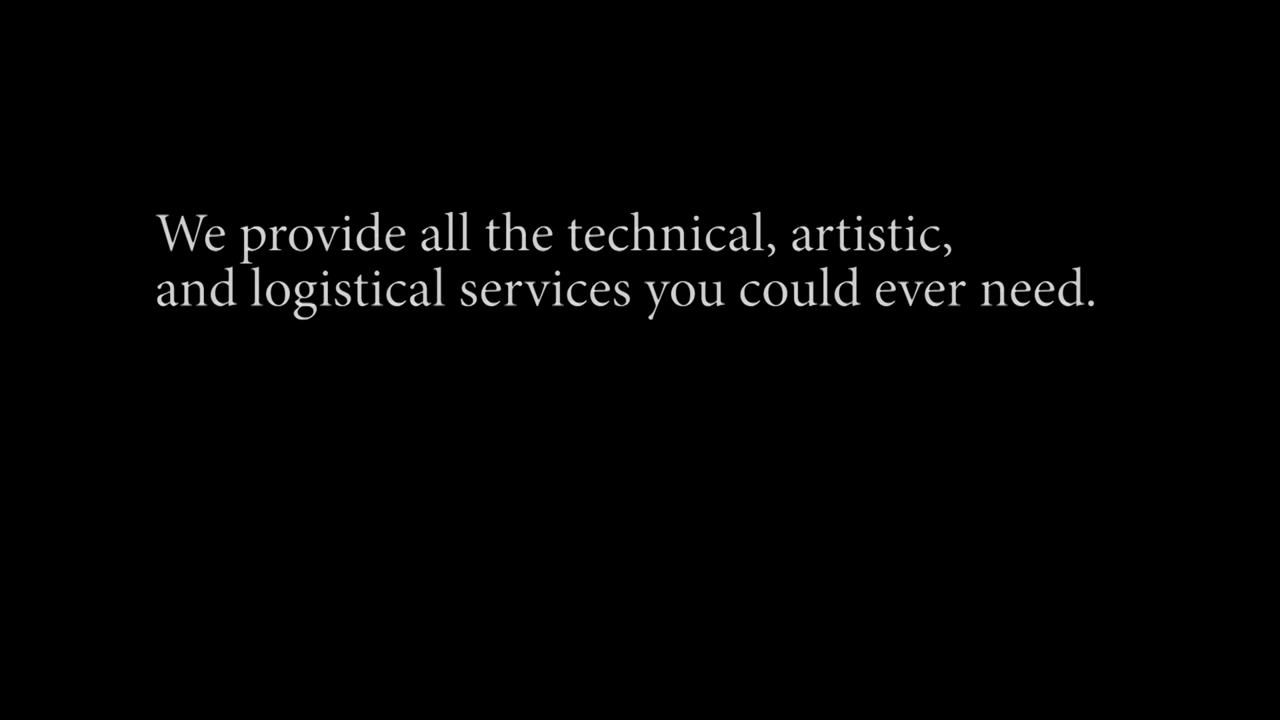 We provide all the technical, artistic,
and logistical services you could ever need.